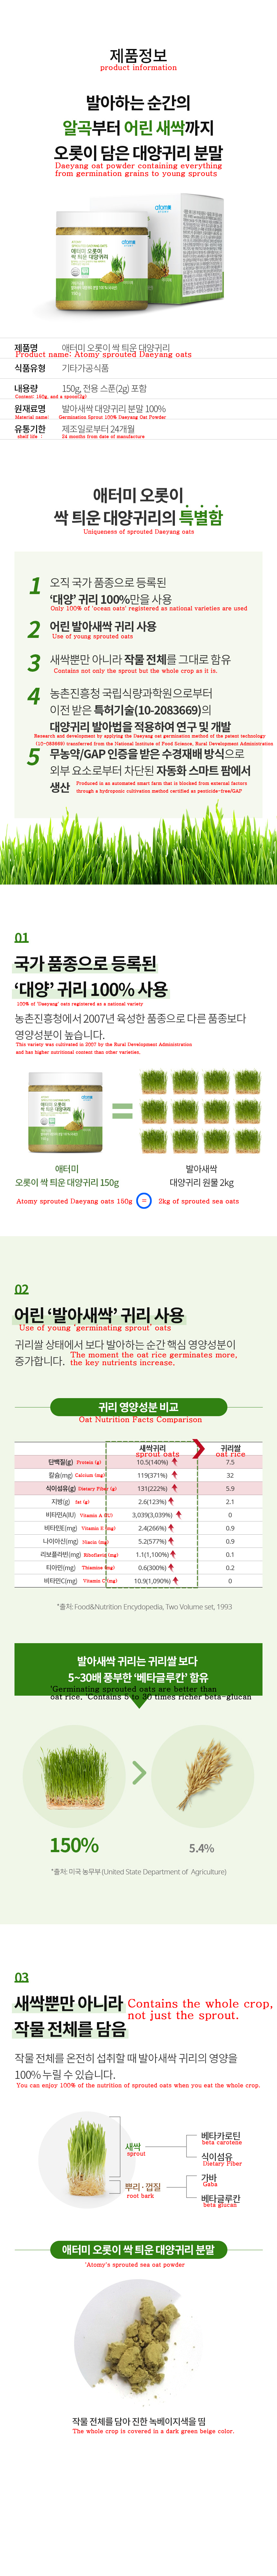 제품정보
product information
발아하는 순간의
알곡부터 어린 새싹까지
오롯이 담은 대양귀리 분말
Daeyang oat powder containing everything
from germination grains to young sprouts
atomy
애터미 오롯이
싹 틔운 대양귀리
제품명 애터미 오롯이 싹 틔운 대양귀리
Product name: Atomy sprouted Daeyang oats
식품유형 기타가공식품
내용량 150g, 전용 스푼(2g) 포함
Content: 150g, and a spoon(2g)
원재료명 발아새싹 대양귀리 분말 100%
Material name: Germination Sprout 100% Daeyang Oat Powder
유통기한 제조일로부터 24개월
shelf life : 24 months from date of manufacture
애터미 오롯이
싹 틔운 대양귀리의 특별함
Uniqueness of sprouted Daeyang oats
1 오직 국가 품종으로 등록된
‘대양’ 귀리 100%만을 사용
Only 100% of 'ocean oats' registered as national varieties are used
2 어린 발아새싹 귀리 사용
Use of young sprouted oats
3 새싹뿐만 아니라 작물 전체를 그대로 함유
Contains not only the sprout but the whole crop as it is.
4 농촌진흥청 국립식량과학원으로부터
이전 받은 특허기술(10-2083669)의
대양귀리 발아법을 적용하여 연구 및 개발
Research and development by applying the Daeyang oat germination method of the patent technology
(10-083669) transferred from the National Institute of Food Science, Rural Development Administration
5 무농약/GAP 인증을 받은 수경재배 방식으로
외부 요소로부터 차단된 자동화 스마트 팜에서
생산 Produced in an automated smart farm that is blocked from external factors
through a hydroponic cultivation method certified as pesticide-free/GAP
01
국가 품종으로 등록된
‘대양’ 귀리 100% 사용
100% of 'Daeyang' oats registered as a national variety
농촌진흥청에서 2007년 육성한 품종으로 다른 품종보다
영양성분이 높습니다.
This variety was cultivated in 2007 by the Rural Development Administration
and has higher nutritional content than other varieties.
애터미 오롯이
싹 틔운 대양귀리
=
애터미 발아새싹
오롯이 싹 틔운 대양귀리 150g 대양귀리 원물 2kg
Atomy sprouted Daeyang oats 150g = 2kg of sprouted sea oats
02
어린 ‘발아새싹’ 귀리 사용
Use of young 'germinating sprout' oats
귀리쌀 상태에서 보다 발아하는 순간 핵심 영양성분이
증가합니다. The moment the oat rice germinates more,
the key nutrients increase.
귀리 영양성분 비교
Oat Nutrition Facts Comparison
새싹귀리 귀리쌀
sprout oats oat rice
단백질(g) Protein (g) 10.5(140%) 7.5
칼슘(mg) Calcium (mg) 119(371%) 32
식이섬유(g) Dietary Fiber (g) 131(222%) 5.9
지방(g) fat (g) 2.6(123%) 2.1
비타민A(IU) Vitamin A (IU) 3,039(3,039%) 0
비타민E(mg) Vitamin E (mg) 2.4(266%) 0.9
나이아신(mg) Niacin (mg) 5.2(577%) 0.9
리보플라빈(mg) Riboflavin (mg) 1.1(1,100%) 0.1
티아민(mg) Thiamine (mg) 0.6(300%) 0.2
비타민C(mg) Vitamin C (mg) 10.9(1,090%) 0
*출처: Food&Nutrition Encydopedia, Two Volume set, 1993
발아새싹 귀리는 귀리쌀 보다
5~30배 풍부한 ‘베타글루칸’ 함유
'Germinating sprouted oats are better than
oat rice, 'Contains 5 to 30 times richer beta-glucan
150% 5.4%
*출처: 미국 농무부(United State Department of Agriculture)
03
새싹뿐만 아니라 Contains the whole crop,
작물 전체를 담음 not just the sprout.
작물 전체를 온전히 섭취할 때 발아새싹 귀리의 영양을
100% 누릴 수 있습니다.
You can enjoy 100% of the nutrition of sprouted oats when you eat the whole crop.
새싹
sprout
베타카로틴
beta carotene
식이섬유
Dietary Fiber
뿌리·껍질
root bark
가바
Gaba
베타글루칸
beta glucan
애터미 오롯이 싹 틔운 대양귀리 분말
'Atomy's sprouted sea oat powder
작물 전체를 담아 진한 녹베이지색을 띰
The whole crop is covered in a dark green beige color.